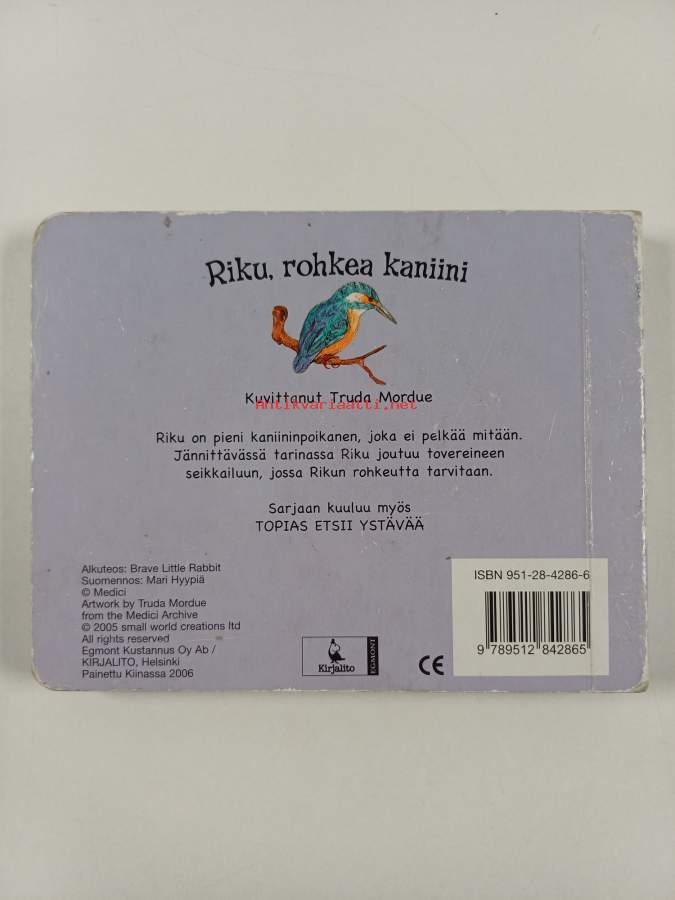 Riku, rohkea kaniini
Kuvittanut Truda Mordue
Antikvariaatti.net
Riku on pieni kaniininpoikanen, joka ei pelkää mitään.
Jännittävässä tarinassa Riku joutuu tovereineen
seikkailuun, jossa Rikun rohkeutta tarvitaan.
Sarjaan kuuluu myös
TOPIAS ETSII YSTÄVÄÄ
Alkuteos: Brave Little Rabbit
Suomennos: Mari Hyypiä
© Medici
Artwork by Truda Mordue
from the Medici Archive
© 2005 small world creations ltd
All rights reserved
Egmont Kustannus Oy Ab /
KIRJALITO, Helsinki
Painettu Kiinassa 2006
Kirjalito
EGMONT
CE
ISBN 951-28-4286-6
9 789512 842865